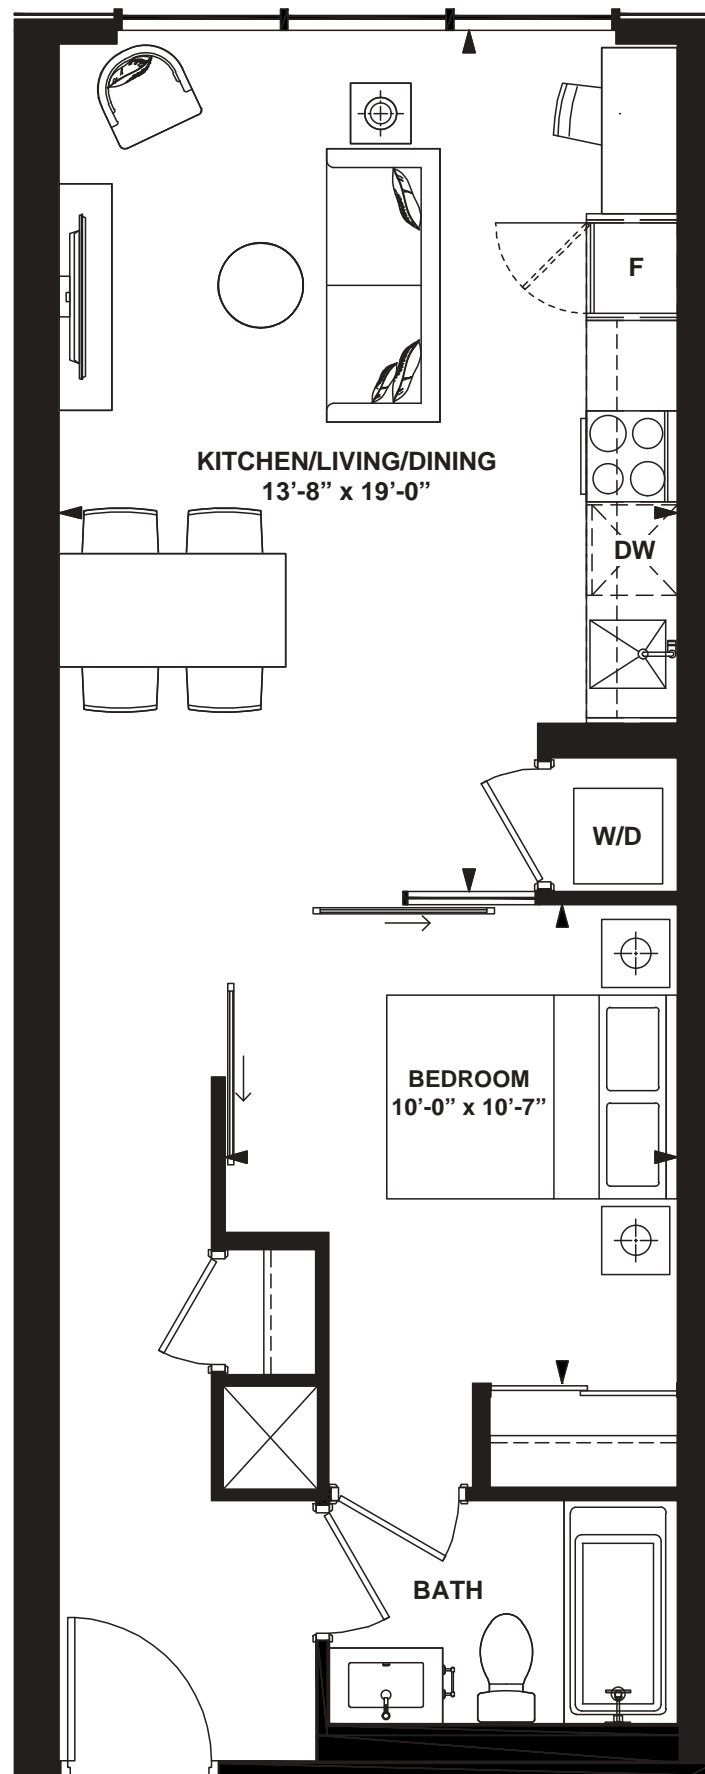 F
KITCHEN/LIVING/DINING
13’-8” x 19’-0”
DW
W/D
BEDROOM
10’-0” x 10’-7”
BATH